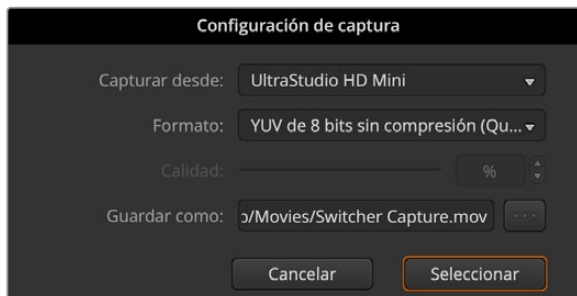 Configuración de captura
Capturar desde: UltraStudio HD Mini
Formato: YUV de 8 bits sin compresión (Qu...
Calidad: %
Guardar como: ɔ/Movies/Switcher Capture.mov ...
Cancelar Seleccionar